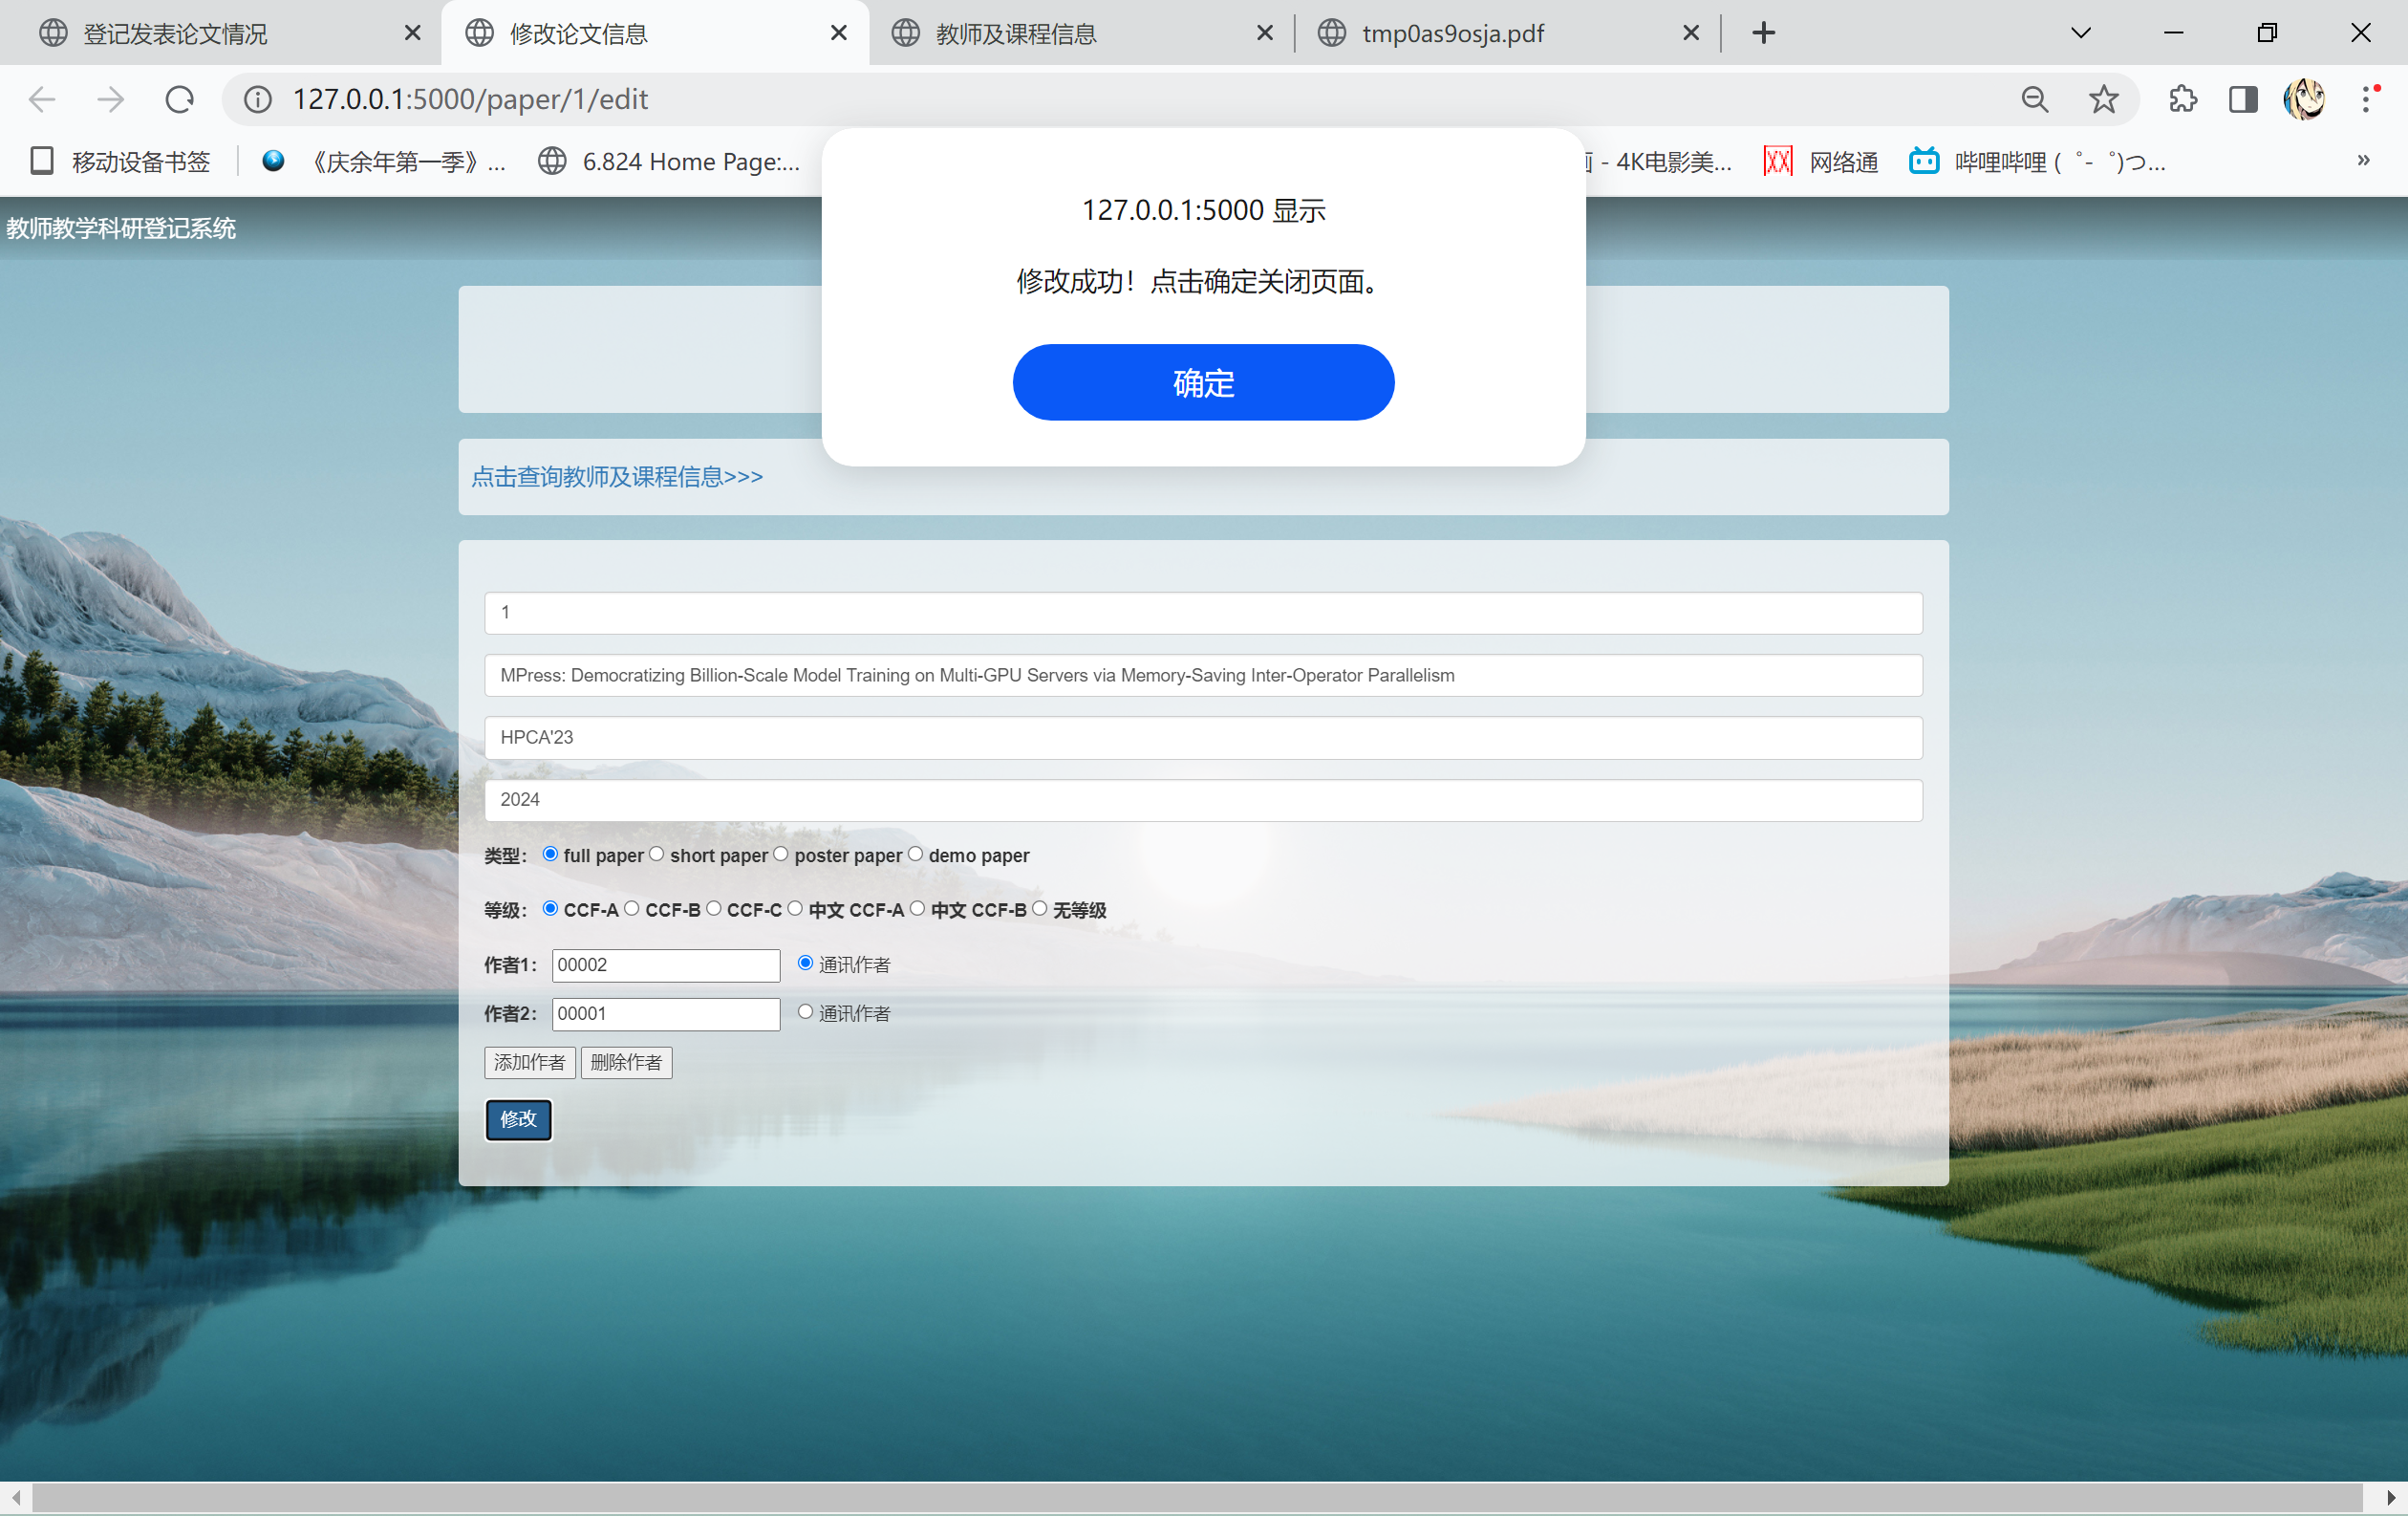 登记发表论文情况
修改论文信息
教师及课程信息
tmp0as9osja.pdf
127.0.0.1:5000/paper/1/edit
移动设备书签
《庆余年第一季》...
6.824 Home Page:...
- 4K电影美...
网络通
哔哩哔哩 (゜-゜)つ...
»
教师教学科研登记系统
127.0.0.1:5000 显示
修改成功！点击确定关闭页面。
确定
点击查询教师及课程信息>>>
1
MPress: Democratizing Billion-Scale Model Training on Multi-GPU Servers via Memory-Saving Inter-Operator Parallelism
HPCA'23
2024
类型： full paper short paper poster paper demo paper
等级： CCF-A CCF-B CCF-C 中文 CCF-A 中文 CCF-B 无等级
作者1： 00002 通讯作者
作者2： 00001 通讯作者
添加作者 删除作者
修改